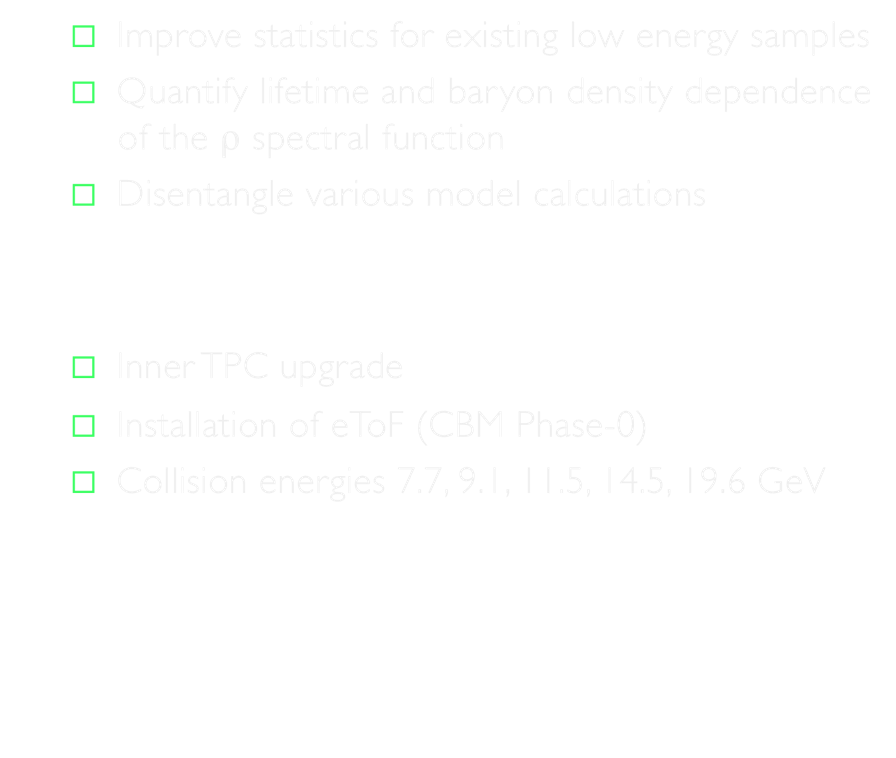 Improve statistics for existing low energy samples
Quantify lifetime and baryon density dependence
of the ρ spectral function
Disentangle various model calculations
Inner TPC upgrade
Installation of eToF (CBM Phase-0)
Collision energies 7.7, 9.1, 11.5, 14.5, 19.6 GeV